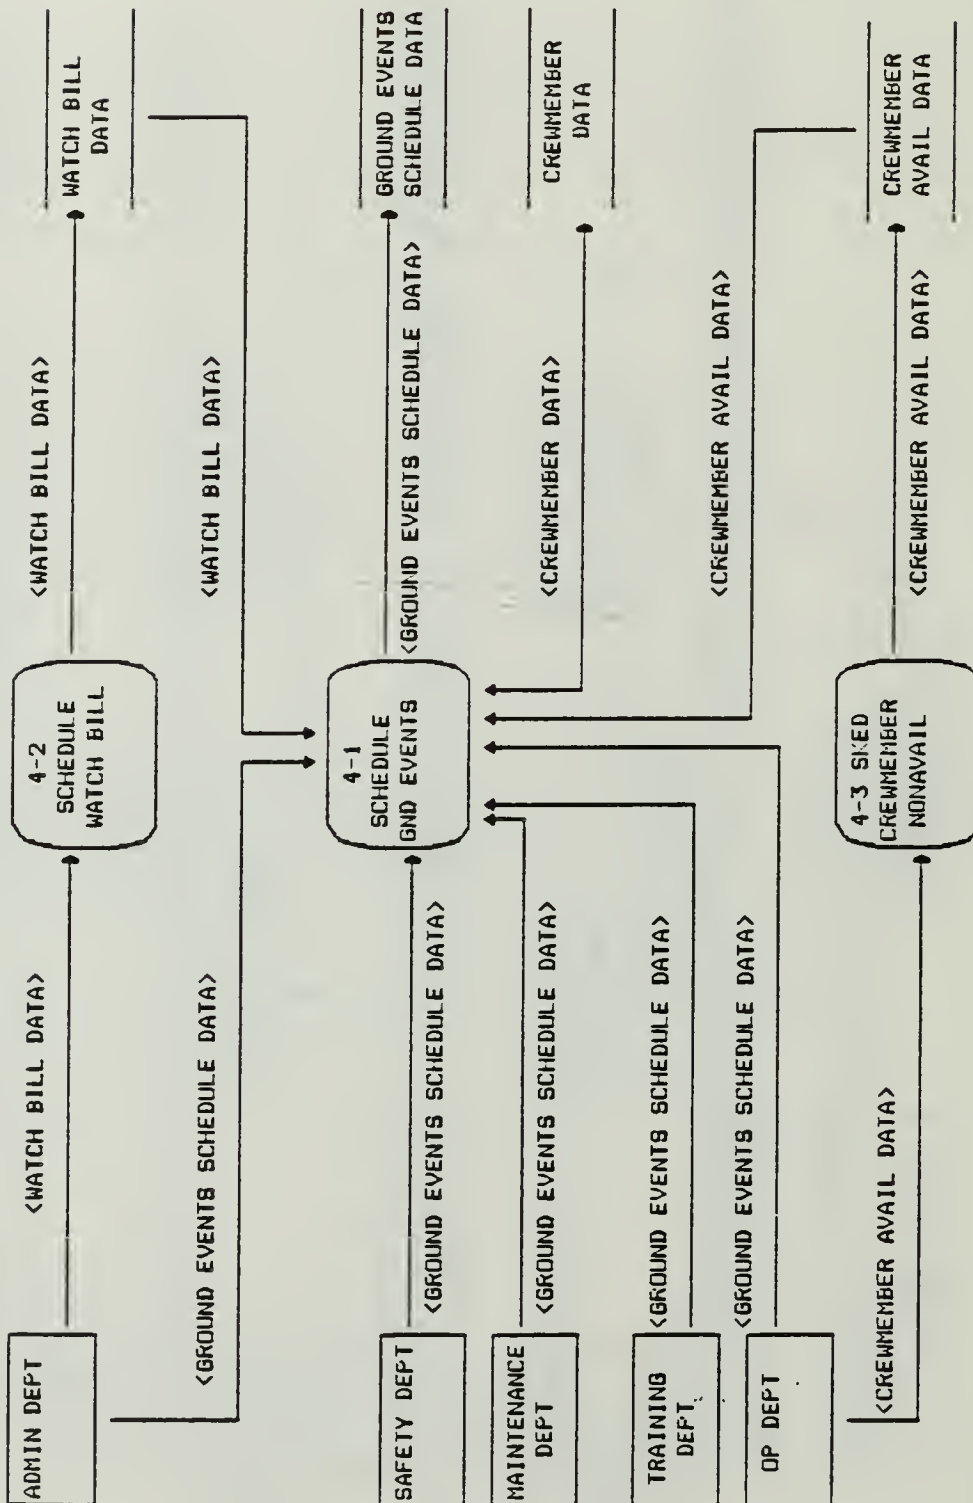 ADMIN DEPT
<WATCH BILL DATA>
4-2
SCHEDULE
WATCH BILL
<WATCH BILL DATA>
WATCH BILL
DATA
<GROUND EVENTS SCHEDULE DATA>
<WATCH BILL DATA>
SAFETY DEPT
<GROUND EVENTS SCHEDULE DATA>
4-1
SCHEDULE
GND EVENTS
<GROUND EVENTS SCHEDULE DATA>
GROUND EVENTS
SCHEDULE DATA
MAINTENANCE
DEPT
<GROUND EVENTS SCHEDULE DATA>
<CREWMEMBER DATA>
CREWMEMBER
DATA
TRAINING
DEPT
<GROUND EVENTS SCHEDULE DATA>
OP DEPT
<GROUND EVENTS SCHEDULE DATA>
<CREWMEMBER AVAIL DATA>
<CREWMEMBER AVAIL DATA>
4-3 SKED
CREWMEMBER
NONAVAIL
<CREWMEMBER AVAIL DATA>
CREWMEMBER
AVAIL DATA